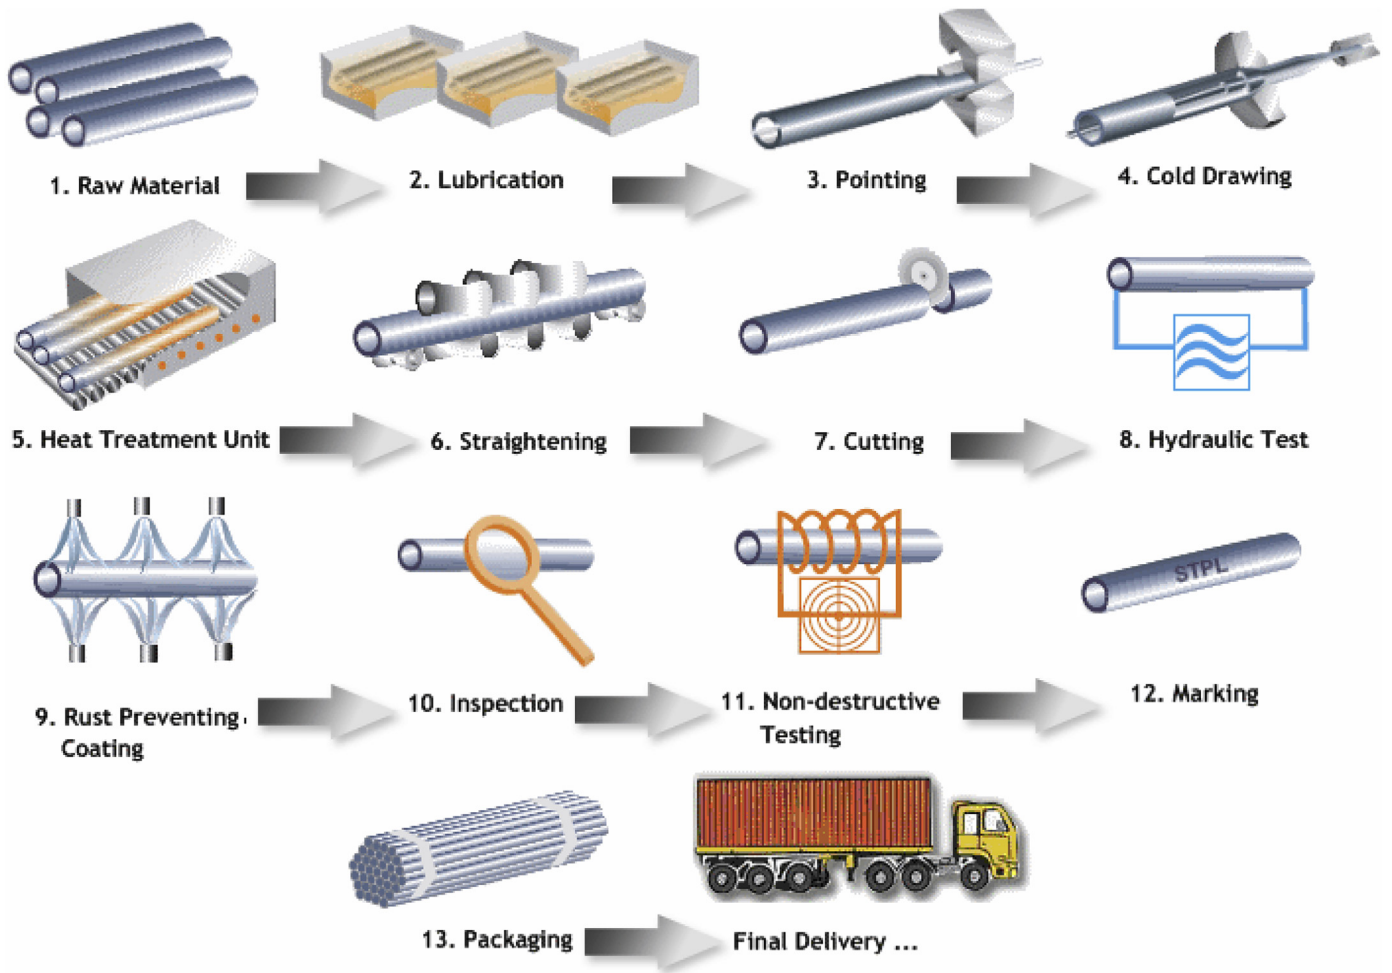 1. Raw Material
2. Lubrication
3. Pointing
4. Cold Drawing
5. Heat Treatment Unit
6. Straightening
7. Cutting
8. Hydraulic Test
9. Rust Preventing
Coating
10. Inspection
11. Non-destructive
Testing
STPL
12. Marking
13. Packaging
Final Delivery ...